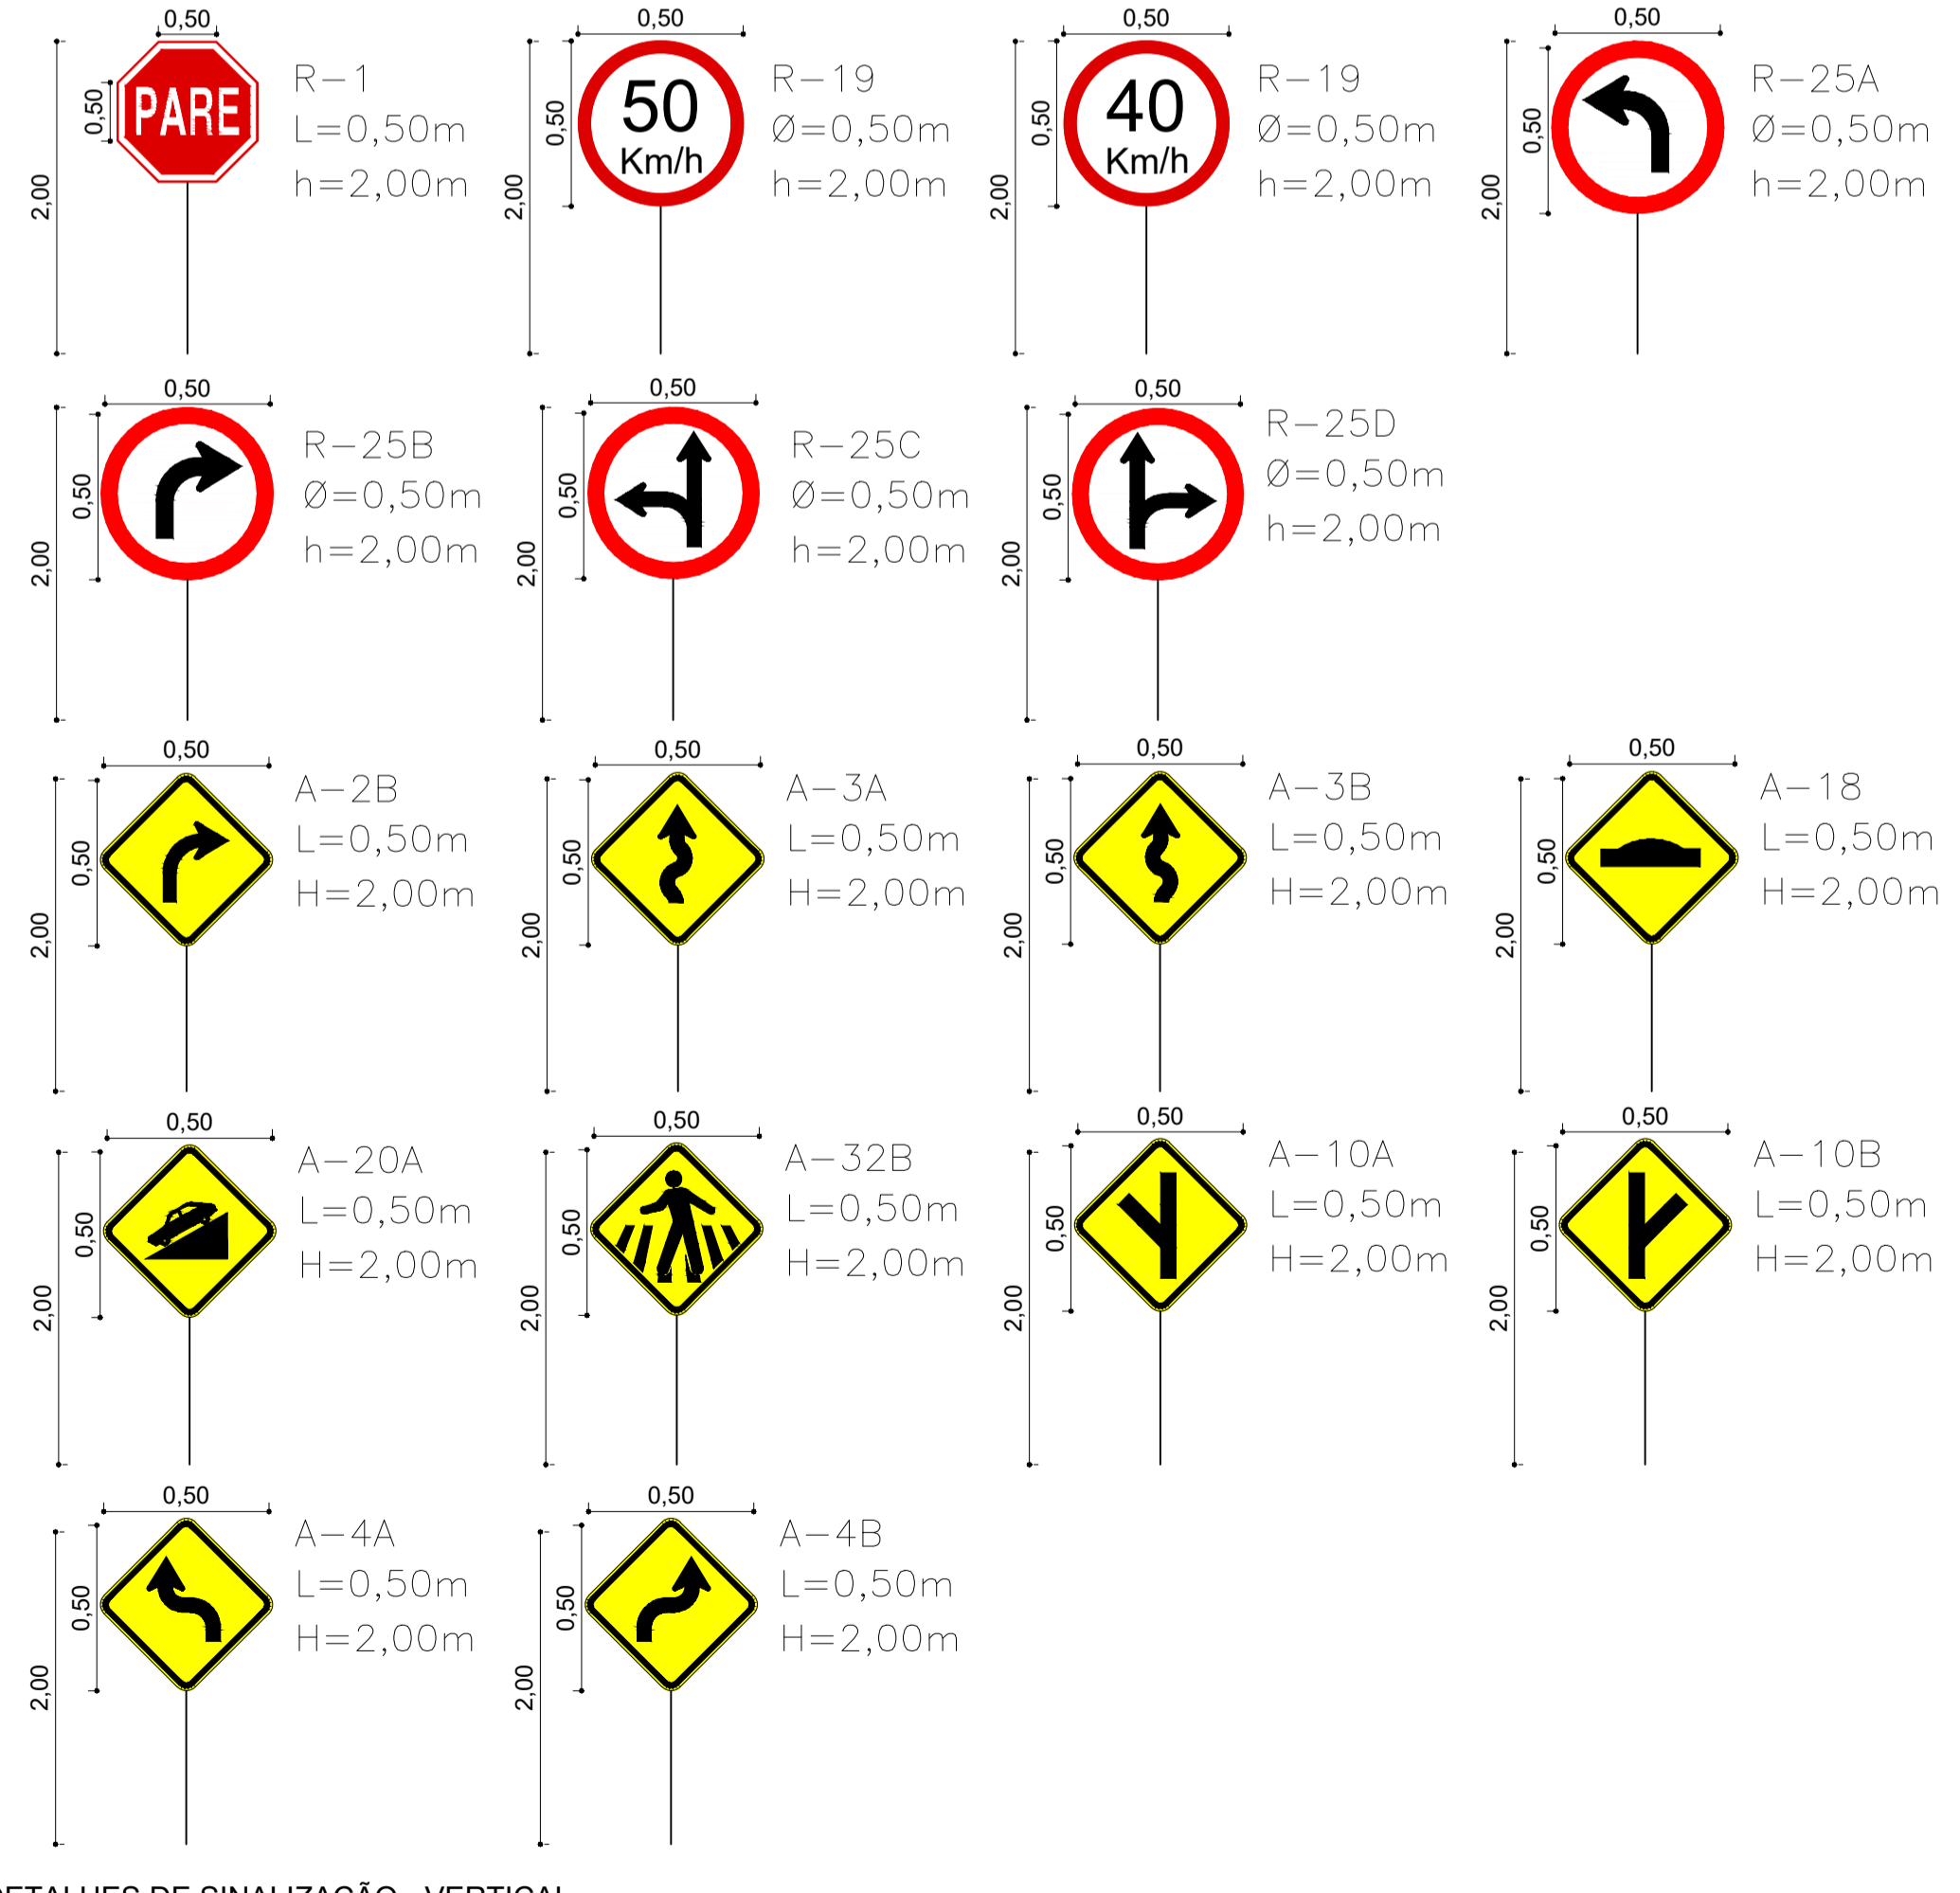 0,50
2,00
0,50
PARE
R-1
L=0,50m
h=2,00m
0,50
2,00
0,50
50
Km/h
R-19
Ø=0,50m
h=2,00m
0,50
2,00
0,50
40
Km/h
R-19
Ø=0,50m
h=2,00m
0,50
2,00
0,50
R-25A
Ø=0,50m
h=2,00m
0,50
2,00
0,50
R-25B
Ø=0,50m
h=2,00m
0,50
2,00
0,50
R-25C
Ø=0,50m
h=2,00m
0,50
2,00
0,50
R-25D
Ø=0,50m
h=2,00m
0,50
2,00
0,50
A-2B
L=0,50m
H=2,00m
0,50
2,00
0,50
A-3A
L=0,50m
H=2,00m
0,50
2,00
0,50
A-3B
L=0,50m
H=2,00m
0,50
2,00
0,50
A-18
L=0,50m
H=2,00m
0,50
2,00
0,50
A-20A
L=0,50m
H=2,00m
0,50
2,00
0,50
A-32B
L=0,50m
H=2,00m
0,50
2,00
0,50
A-10A
L=0,50m
H=2,00m
0,50
2,00
0,50
A-10B
L=0,50m
H=2,00m
0,50
2,00
0,50
A-4A
L=0,50m
H=2,00m
0,50
2,00
0,50
A-4B
L=0,50m
H=2,00m
DETALHES DE SINALIZAÇÃO - VERTICAL